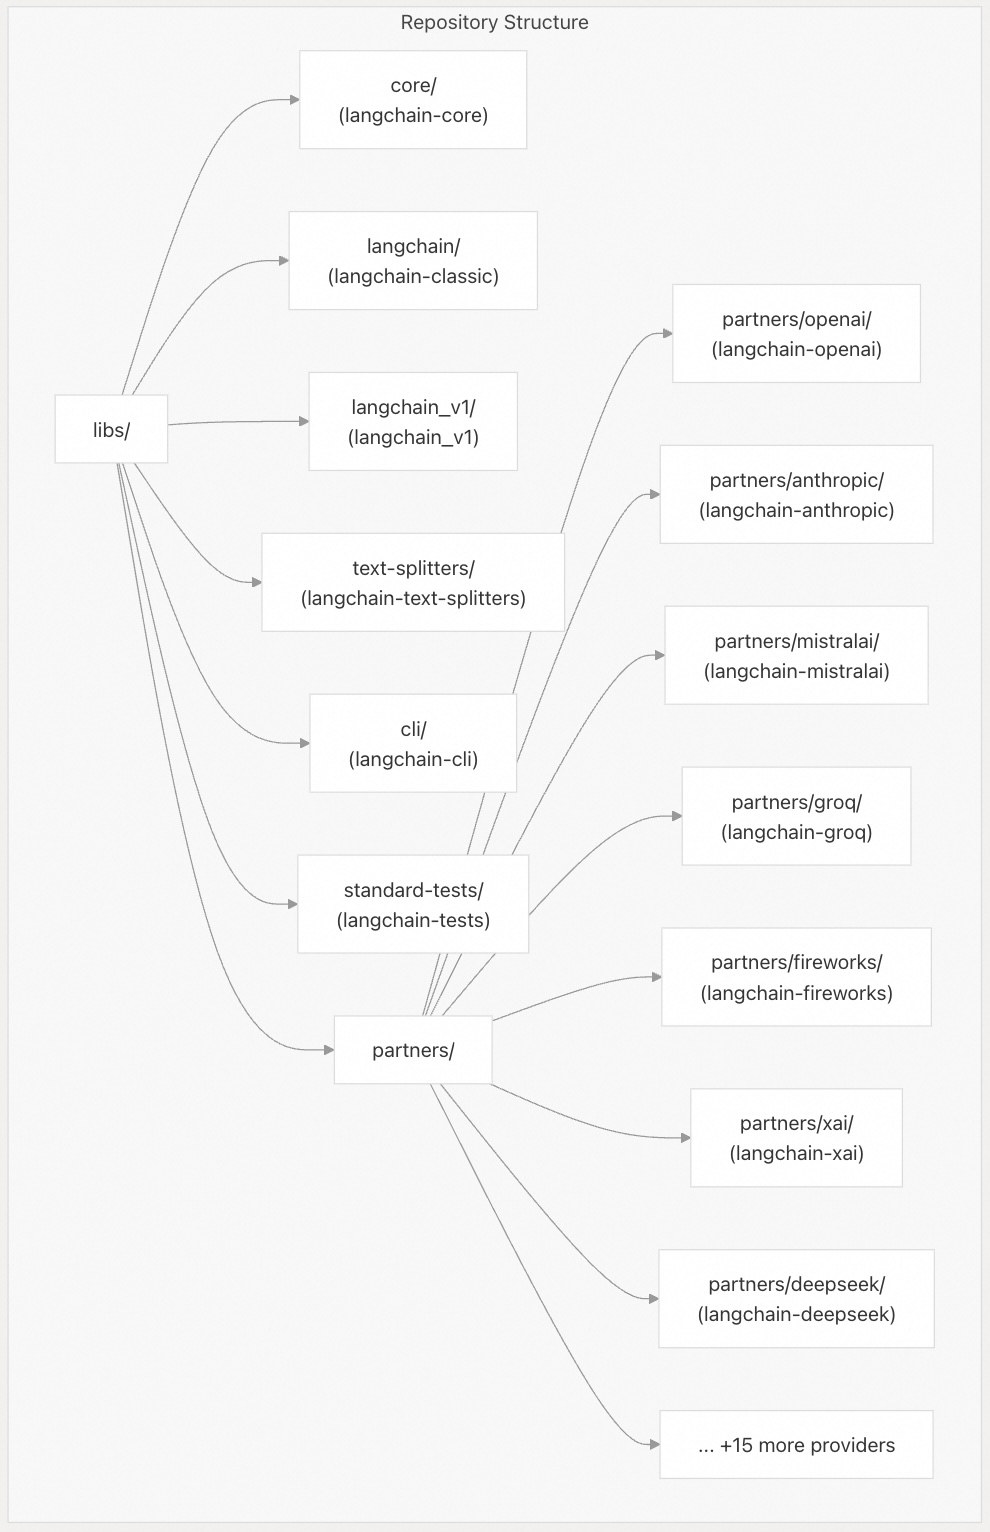 Repository Structure
core/
(langchain-core)
langchain/
(langchain-classic)
langchain_v1/
(langchain_v1)
libs/
text-splitters/
(langchain-text-splitters)
cli/
(langchain-cli)
standard-tests/
(langchain-tests)
partners/
partners/openai/
(langchain-openai)
partners/anthropic/
(langchain-anthropic)
partners/mistralai/
(langchain-mistralai)
partners/groq/
(langchain-groq)
partners/fireworks/
(langchain-fireworks)
partners/xai/
(langchain-xai)
partners/deepseek/
(langchain-deepseek)
... +15 more providers